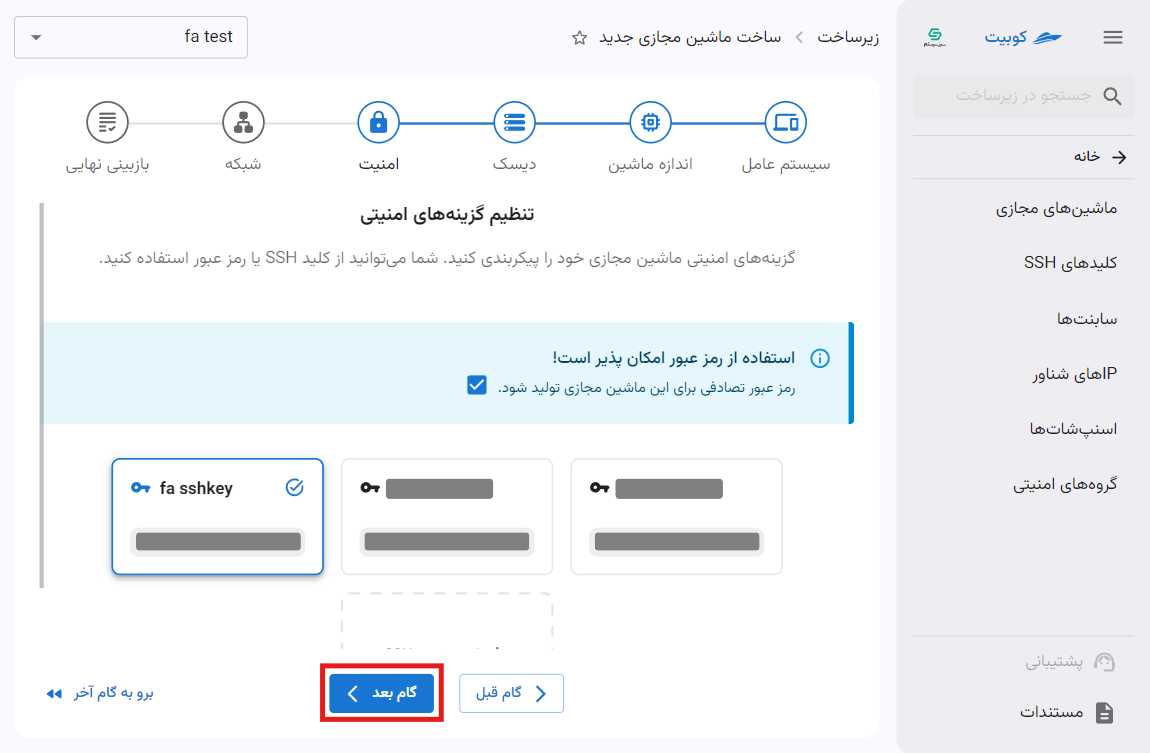 کوبیت
جستجو در زیرساخت
خانه
ماشین‌های مجازی
کلیدهای SSH
سابنت‌ها
IPهای شناور
اسنپ‌شات‌ها
گروه‌های امنیتی
پشتیبانی
مستندات
زیرساخت
ساخت ماشین مجازی جدید
fa test
سیستم عامل
اندازه ماشین
دیسک
امنیت
شبکه
بازبینی نهایی
تنظیم گزینه‌های امنیتی
گزینه‌های امنیتی ماشین مجازی خود را پیکربندی کنید. شما می‌توانید از کلید SSH یا رمز عبور استفاده کنید.
استفاده از رمز عبور امکان پذیر است!
رمز عبور تصادفی برای این ماشین مجازی تولید شود.
fa sshkey
گام قبل
گام بعد
برو به گام آخر